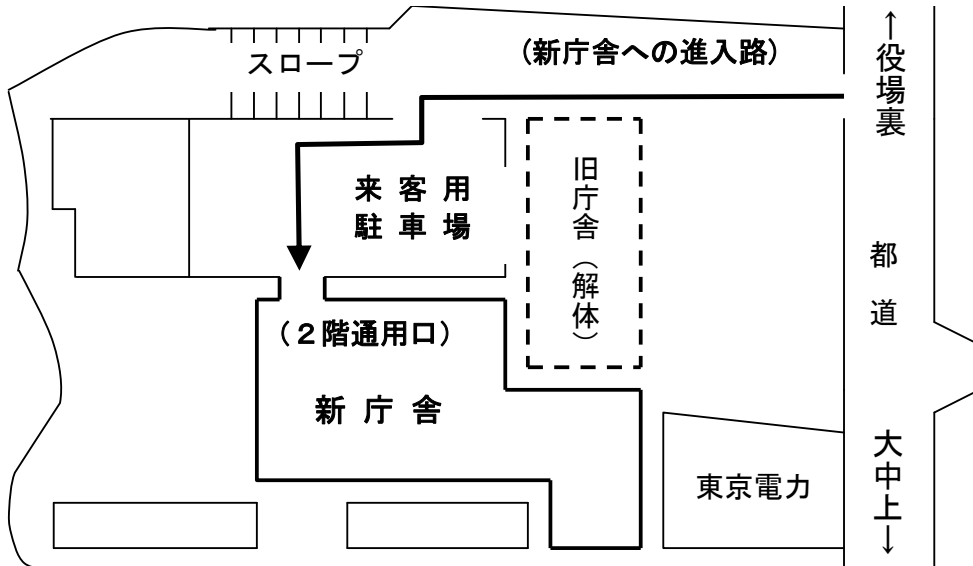 スロープ
(新庁舎への進入路)
←役場裏
来客用
駐車場
旧庁舎(解体)
都道
(2階通用口)
新庁舎
東京電力
大中上→